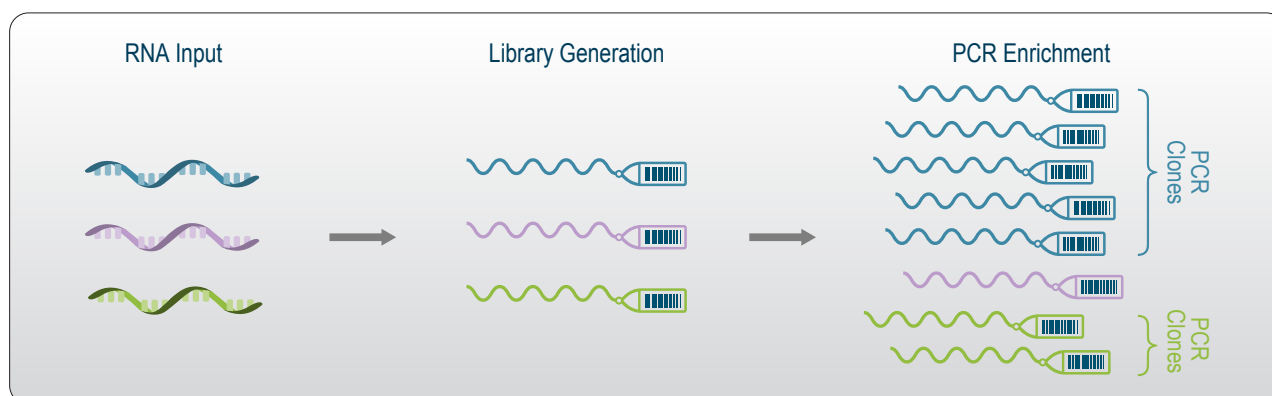 RNA Input
Library Generation
PCR Enrichment
PCR
Clones
PCR
Clones